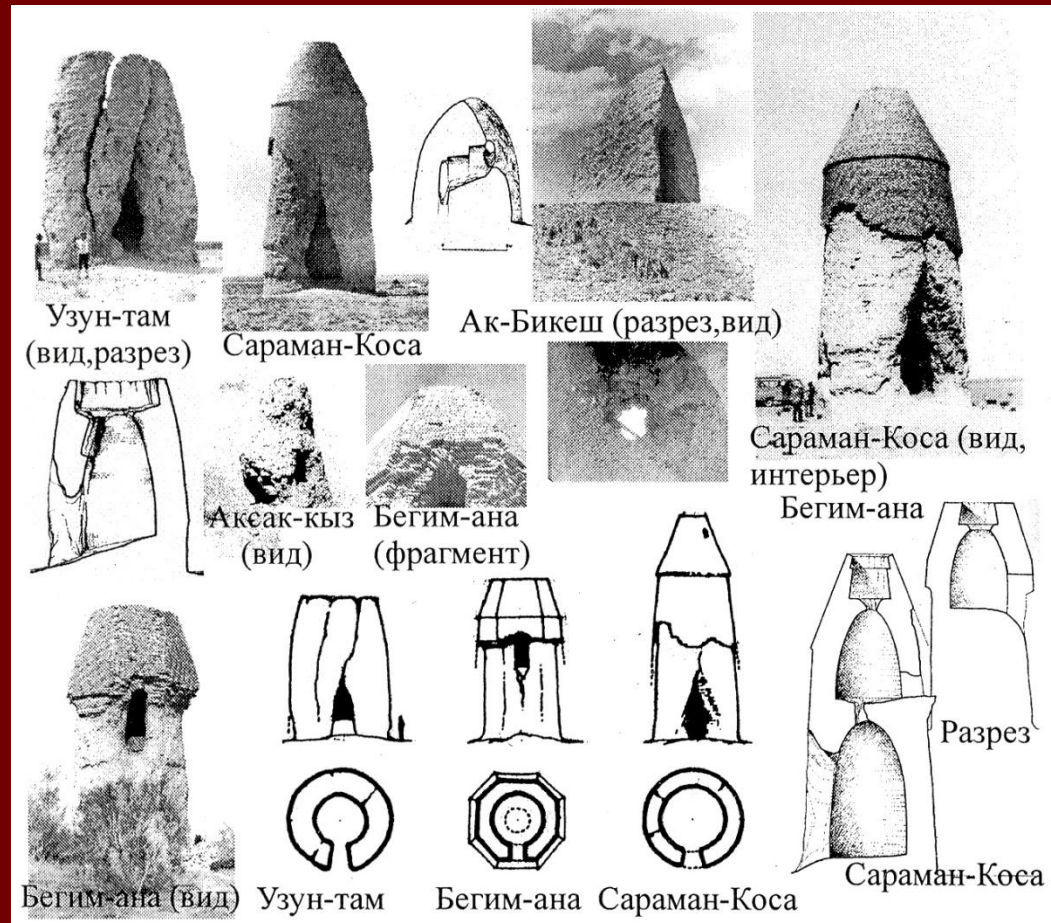 Узун-там
(вид,разрез)
Сараман-Коса
Ак-Бикеш (разрез,вид)
Сараман-Коса (вид,
интерьер)
Аксак-кыз
(вид)
Бегим-ана
(фрагмент)
Бегим-ана
Разрез
Сараман-Коса
Бегим-ана (вид)
Узун-там
Бегим-ана
Сараман-Коса